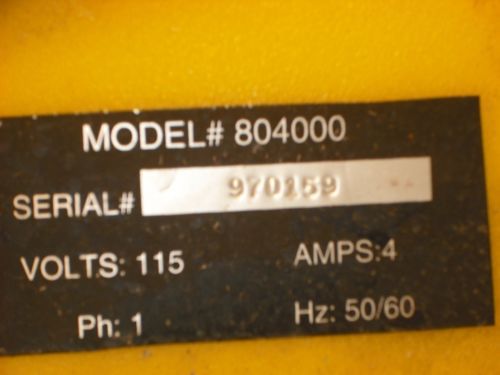 MODEL# 804000
SERIAL# 970159
VOLTS: 115 AMPS:4
Ph: 1 Hz: 50/60